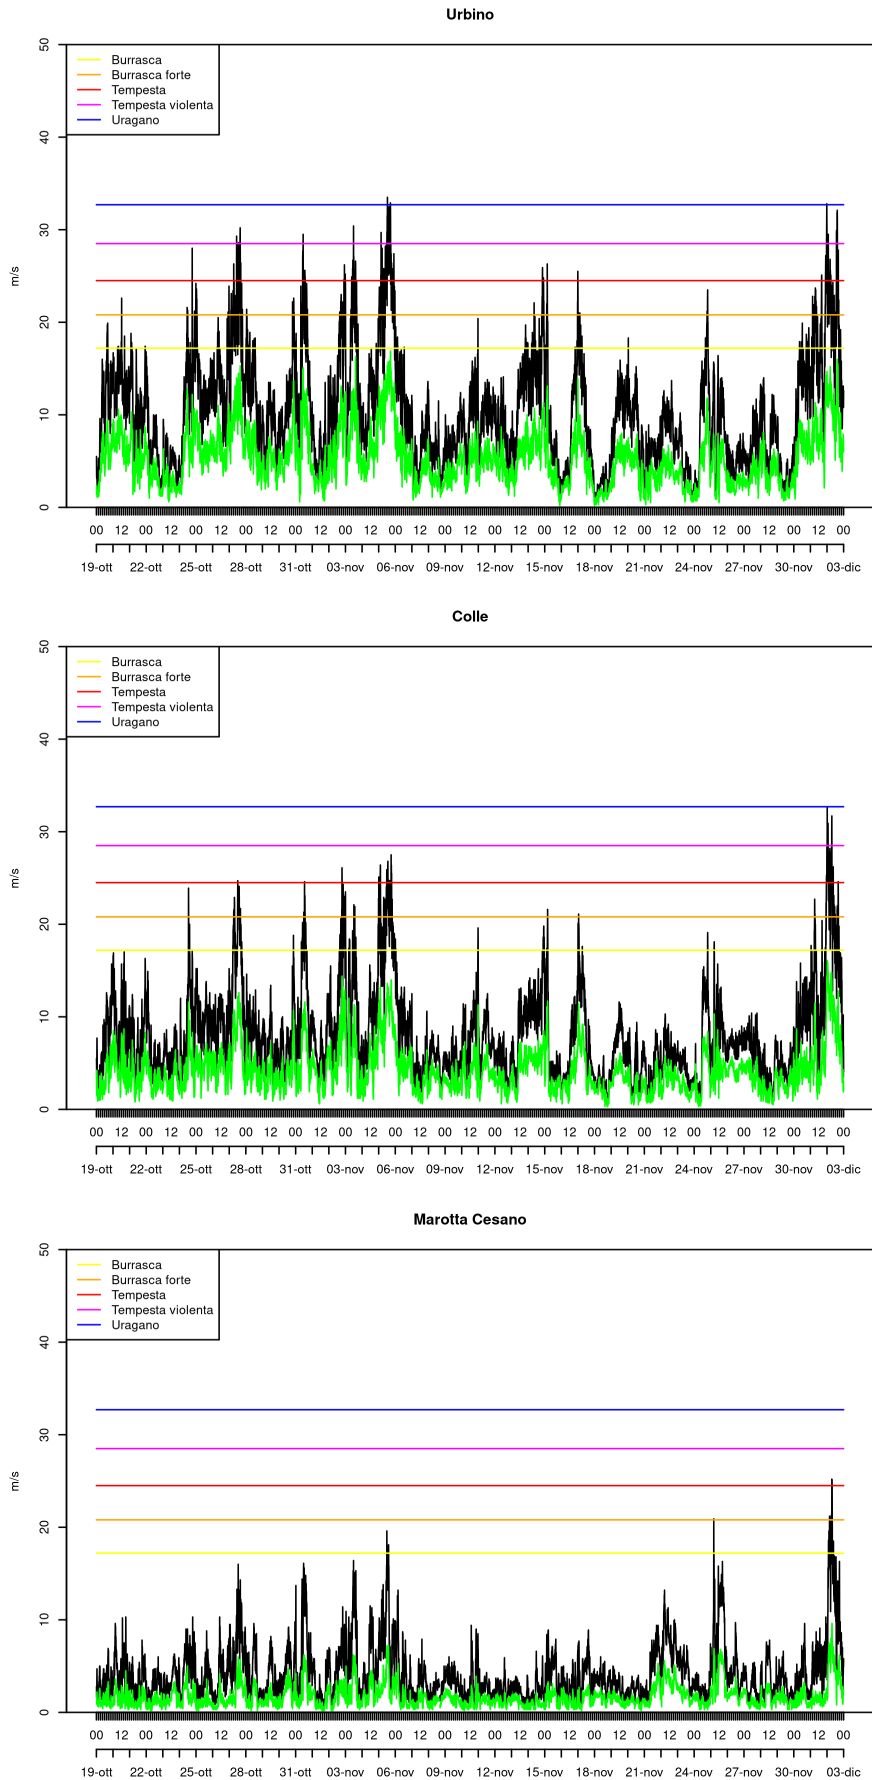 Urbino
50
40
30
20
10
0
m/s
Burrasca
Burrasca forte
Tempesta
Tempesta violenta
Uragano
00 12 00 12 00 12 00 12 00 12 00 12 00 12 00 12 00 12 00 12 00 12 00 12 00 12 00 12 00 12 00
19-ott 22-ott 25-ott 28-ott 31-ott 03-nov 06-nov 09-nov 12-nov 15-nov 18-nov 21-nov 24-nov 27-nov 30-nov 03-dic
Colle
50
40
30
20
10
0
m/s
Burrasca
Burrasca forte
Tempesta
Tempesta violenta
Uragano
00 12 00 12 00 12 00 12 00 12 00 12 00 12 00 12 00 12 00 12 00 12 00 12 00 12 00 12 00 12 00
19-ott 22-ott 25-ott 28-ott 31-ott 03-nov 06-nov 09-nov 12-nov 15-nov 18-nov 21-nov 24-nov 27-nov 30-nov 03-dic
Marotta Cesano
50
40
30
20
10
0
m/s
Burrasca
Burrasca forte
Tempesta
Tempesta violenta
Uragano
00 12 00 12 00 12 00 12 00 12 00 12 00 12 00 12 00 12 00 12 00 12 00 12 00 12 00 12 00 12 00
19-ott 22-ott 25-ott 28-ott 31-ott 03-nov 06-nov 09-nov 12-nov 15-nov 18-nov 21-nov 24-nov 27-nov 30-nov 03-dic